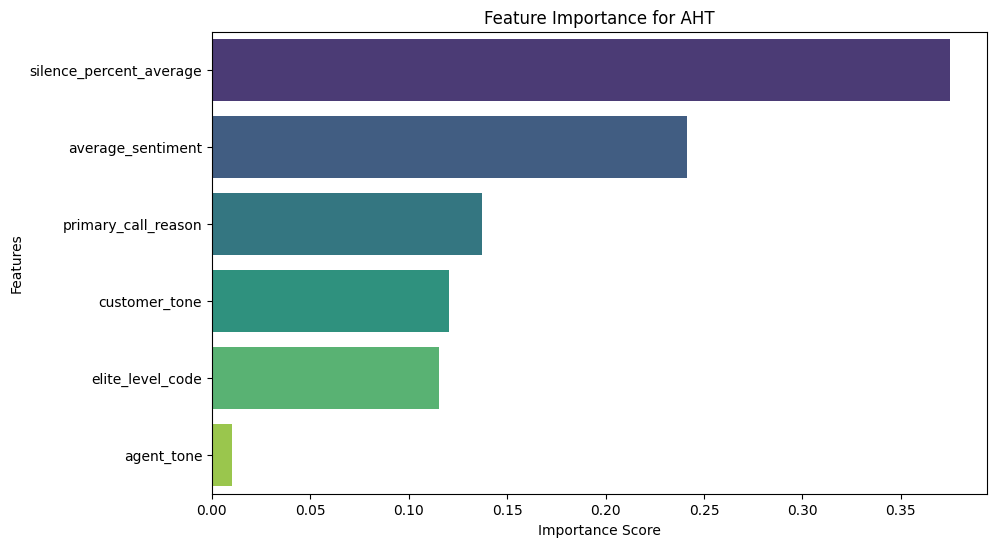 Feature Importance for AHT
silence_percent_average
average_sentiment
primary_call_reason
customer_tone
elite_level_code
agent_tone
Features
0.00 0.05 0.10 0.15 0.20 0.25 0.30 0.35
Importance Score